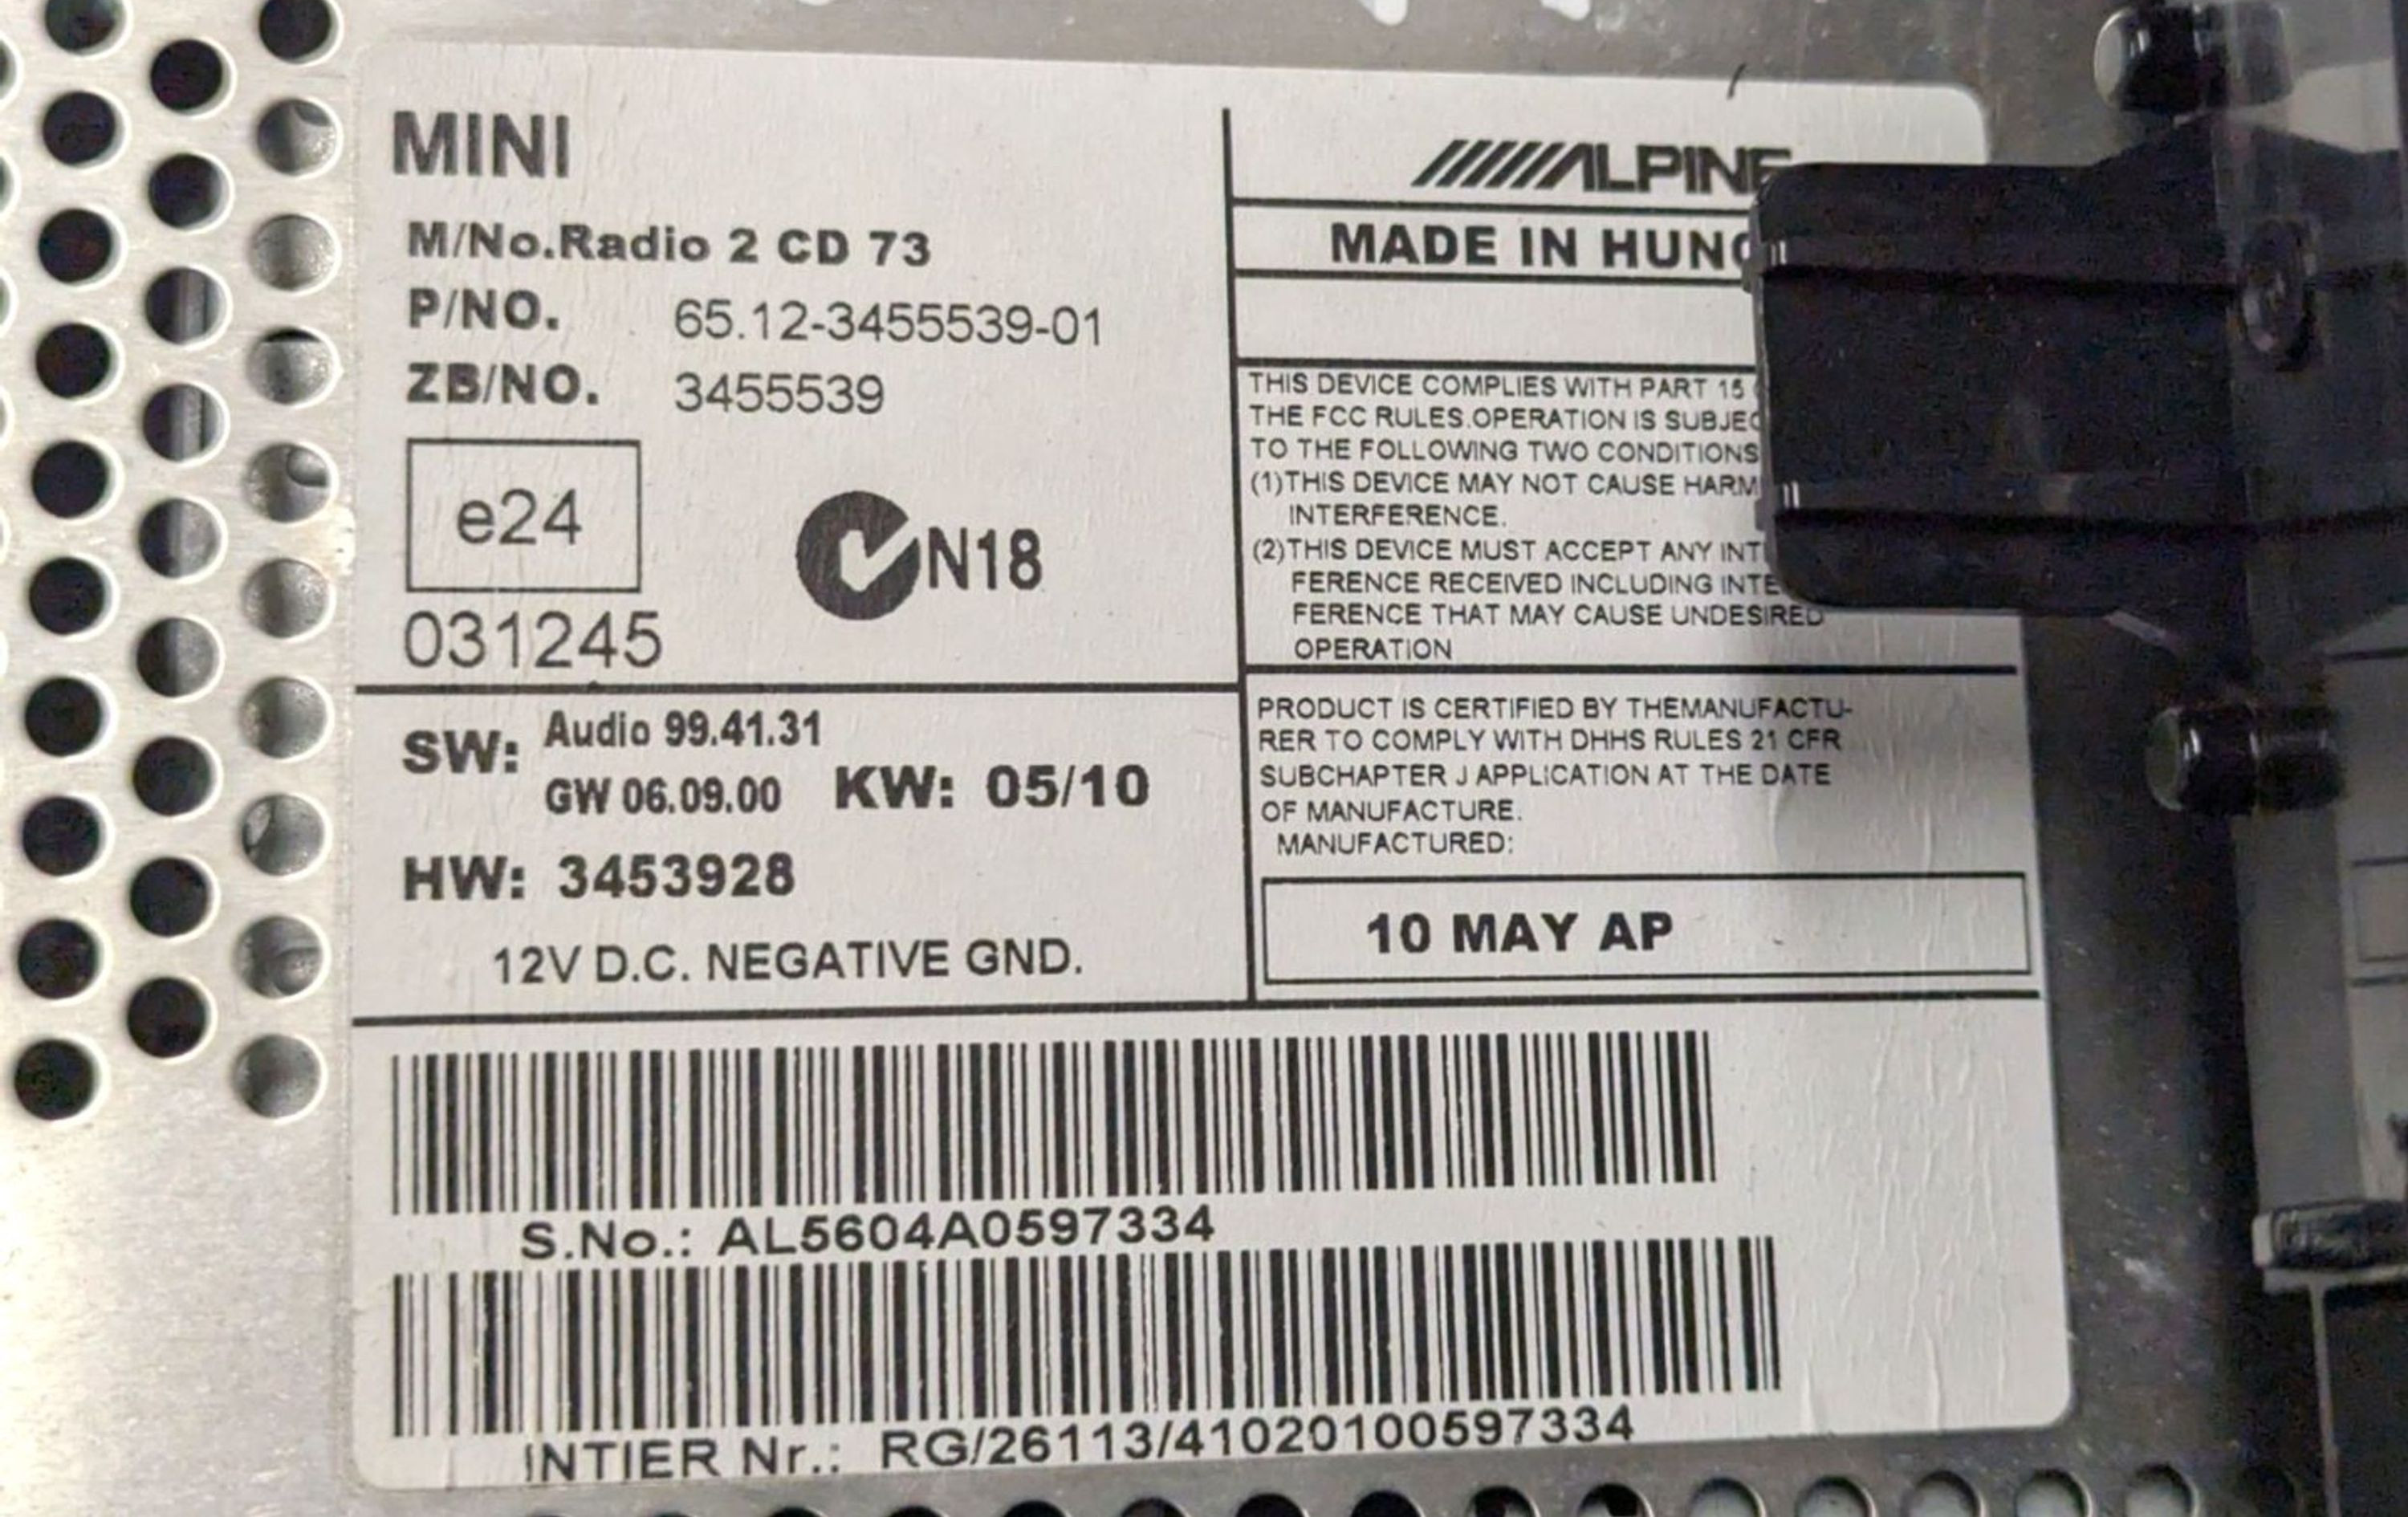 MINI
M/No.Radio 2 CD 73
P/NO. 65.12-3455539-01
ZB/NO. 3455539
e24
N18
031245
SW: Audio 99.41.31
GW 06.09.00 KW: 05/10
HW: 3453928
12V D.C. NEGATIVE GND.
ALPINE
MADE IN
THIS DEVICE COMPLIES WITH PART 15
THE FCC RULES.OPERATION IS
TO THE FOLLOWING TWO CONDITIONS
(1)THIS DEVICE MAY NOT CAUSE
INTERFERENCE.
(2)THIS DEVICE MUST ACCEPT ANY
FERENCE RECEIVED INCLUDING
FERENCE THAT MAY CAUSE UNDESIRED
OPERATION
PRODUCT IS CERTIFIED BY THEMANUFACTU-
RER TO COMPLY WITH DHHS RULES 21 CFR
SUBCHAPTER J APPLICATION AT THE DATE
OF MANUFACTURE.
MANUFACTURED:
10 MAY AP
S.No.: AL5604A0597334
INTIER Nr.: RG/26113/41020100597334